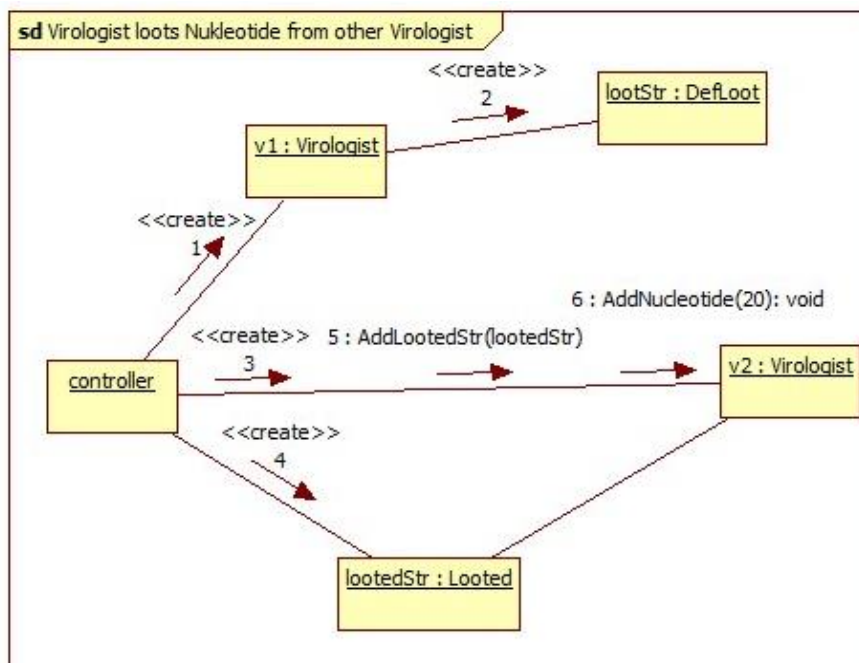 sd Virologist loots Nukleotide from other Virologist
<<create>>
2
lootStr : DefLoot
v1 : Virologist
<<create>>
1
6 : AddNucleotide(20): void
<<create>>
3
5 : AddLootedStr(lootedStr)
controller
v2 : Virologist
<<create>>
4
lootedStr : Looted